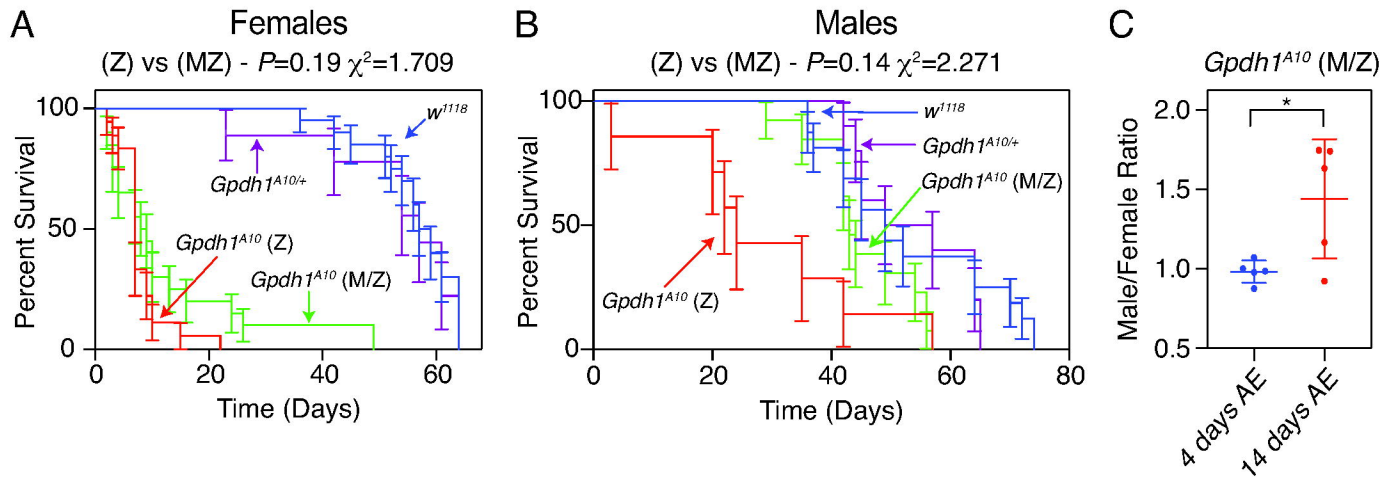 A
Females
(Z) vs (MZ) - P=0.19 χ²=1.709
Percent Survival
100
50
0
w¹¹¹⁸
Gpdh1ᴬ¹⁰/⁺
Gpdh1ᴬ¹⁰ (Z)
Gpdh1ᴬ¹⁰ (M/Z)
0 20 40 60
Time (Days)
B
Males
(Z) vs (MZ) - P=0.14 χ²=2.271
Percent Survival
100
50
0
w¹¹¹⁸
Gpdh1ᴬ¹⁰/⁺
Gpdh1ᴬ¹⁰ (M/Z)
Gpdh1ᴬ¹⁰ (Z)
0 20 40 60 80
Time (Days)
C
Gpdh1ᴬ¹⁰ (M/Z)
*
Male/Female Ratio
2.0
1.5
1.0
0.5
4 days AE
14 days AE